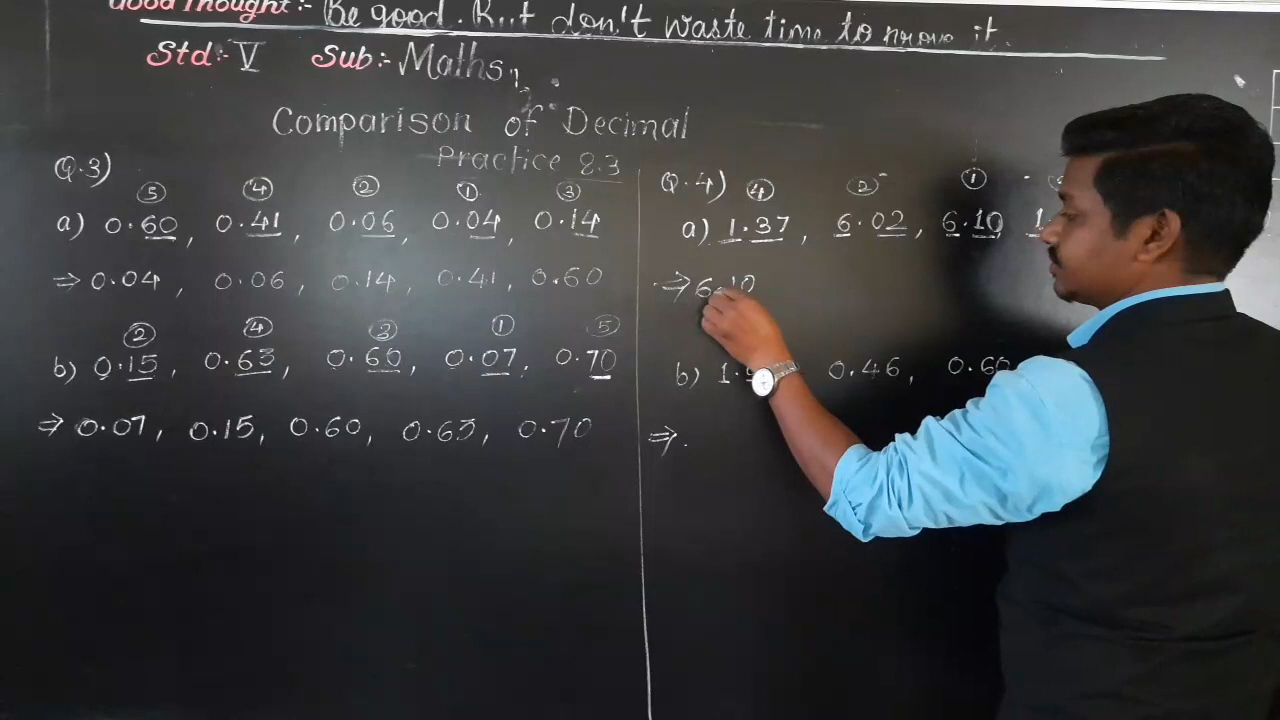 Good Thought:- Be good. But don't waste time to prove it.
Std:- V Sub:- Maths
Comparison of Decimal
Practice 8.3
Q.3)
5 4 2 1 3
a) 0.60, 0.41, 0.06, 0.04, 0.14
⇒ 0.04, 0.06, 0.14, 0.41, 0.60
2 4 3 1 5
b) 0.15, 0.63, 0.60, 0.07, 0.70
⇒ 0.07, 0.15, 0.60, 0.63, 0.70
Q.4)
4 2 1
a) 1.37, 6.02, 6.10, 1.
⇒ 6.10
b) 1. 0.46, 0.60
⇒